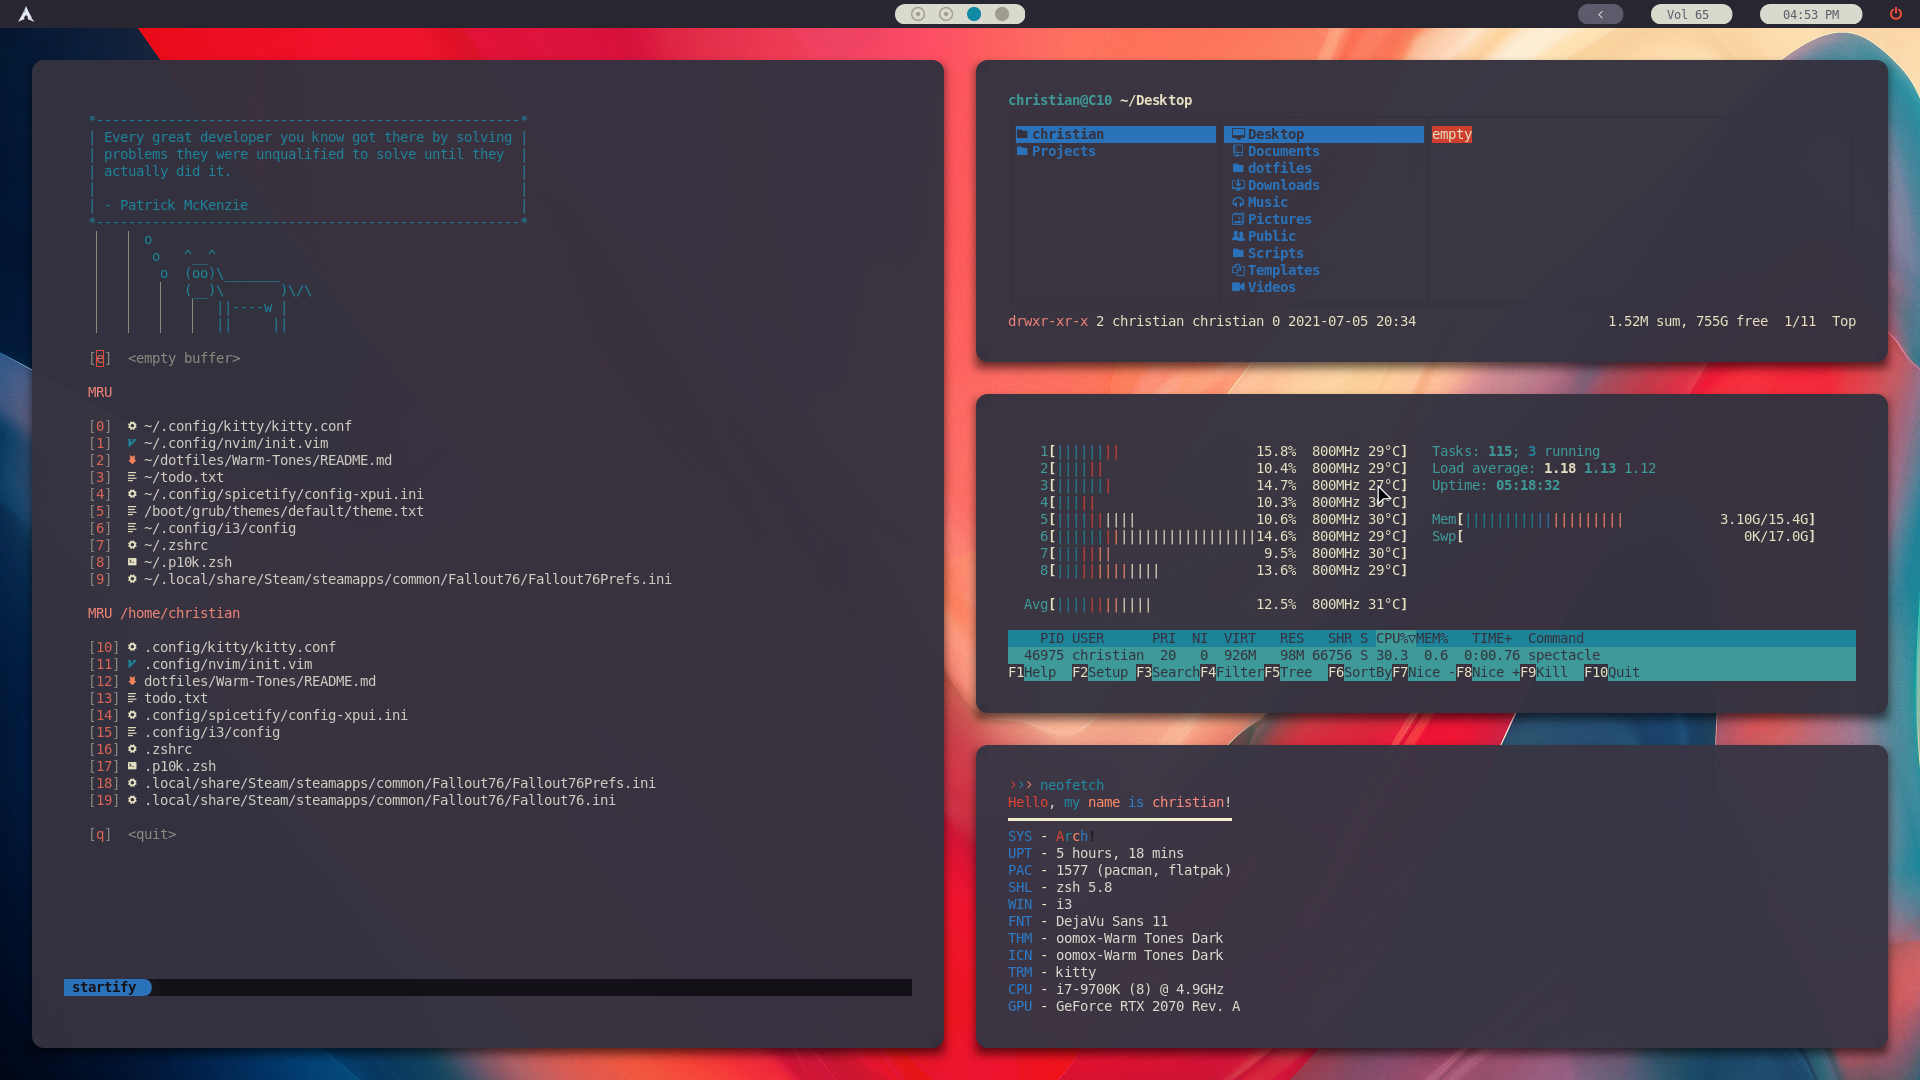 Vol 65
04:53 PM
*-----------------------------------------------------*
| Every great developer you know got there by solving |
| problems they were unqualified to solve until they  |
| actually did it.                                    |
|                                                     |
| - Patrick McKenzie                                  |
*-----------------------------------------------------*
       o
        o   ^__^
         o  (oo)\_______
            (__)\       )\/\
                ||----w |
                ||     ||
[e]  <empty buffer>
MRU
[0] ~/.config/kitty/kitty.conf
[1] ~/.config/nvim/init.vim
[2] ~/dotfiles/Warm-Tones/README.md
[3] ~/todo.txt
[4] ~/.config/spicetify/config-xpui.ini
[5] /boot/grub/themes/default/theme.txt
[6] ~/.config/i3/config
[7] ~/.zshrc
[8] ~/.p10k.zsh
[9] ~/.local/share/Steam/steamapps/common/Fallout76/Fallout76Prefs.ini
MRU /home/christian
[10] .config/kitty/kitty.conf
[11] .config/nvim/init.vim
[12] dotfiles/Warm-Tones/README.md
[13] todo.txt
[14] .config/spicetify/config-xpui.ini
[15] .config/i3/config
[16] .zshrc
[17] .p10k.zsh
[18] .local/share/Steam/steamapps/common/Fallout76/Fallout76Prefs.ini
[19] .local/share/Steam/steamapps/common/Fallout76/Fallout76.ini
[q]  <quit>
startify
christian@C10 ~/Desktop
christian
Projects
Desktop
Documents
dotfiles
Downloads
Music
Pictures
Public
Scripts
Templates
Videos
empty
drwxr-xr-x 2 christian christian 0 2021-07-05 20:34 1.52M sum, 755G free 1/11 Top
1[|||||||| 15.8% 800MHz 29°C] Tasks: 115; 3 running
2[|||||| 10.4% 800MHz 29°C] Load average: 1.18 1.13 1.12
3[||||||| 14.7% 800MHz 27°C] Uptime: 05:18:32
4[||||| 10.3% 800MHz 30°C]
5[|||||||||| 10.6% 800MHz 30°C] Mem[|||||||||||||||||||| 3.10G/15.4G]
6[|||||||||||||||||||||||||14.6% 800MHz 29°C] Swp[ 0K/17.0G]
7[||||||| 9.5% 800MHz 30°C]
8[||||||||||||| 13.6% 800MHz 29°C]
Avg[|||||||||||| 12.5% 800MHz 31°C]
PID USER PRI NI VIRT RES SHR S CPU%▽MEM% TIME+ Command
46975 christian 20 0 926M 98M 66756 S 30.3 0.6 0:00.76 spectacle
F1Help F2Setup F3SearchF4FilterF5Tree F6SortByF7Nice -F8Nice +F9Kill F10Quit
››› neofetch
Hello, my name is christian!
SYS - Arch!
UPT - 5 hours, 18 mins
PAC - 1577 (pacman, flatpak)
SHL - zsh 5.8
WIN - i3
FNT - DejaVu Sans 11
THM - oomox-Warm Tones Dark
ICN - oomox-Warm Tones Dark
TRM - kitty
CPU - i7-9700K (8) @ 4.9GHz
GPU - GeForce RTX 2070 Rev. A